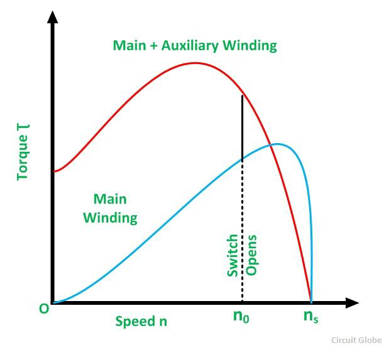 Main + Auxiliary Winding
Torque τ
Main
Winding
Switch
Opens
O
Speed n
n₀
nₛ
Circuit Globe